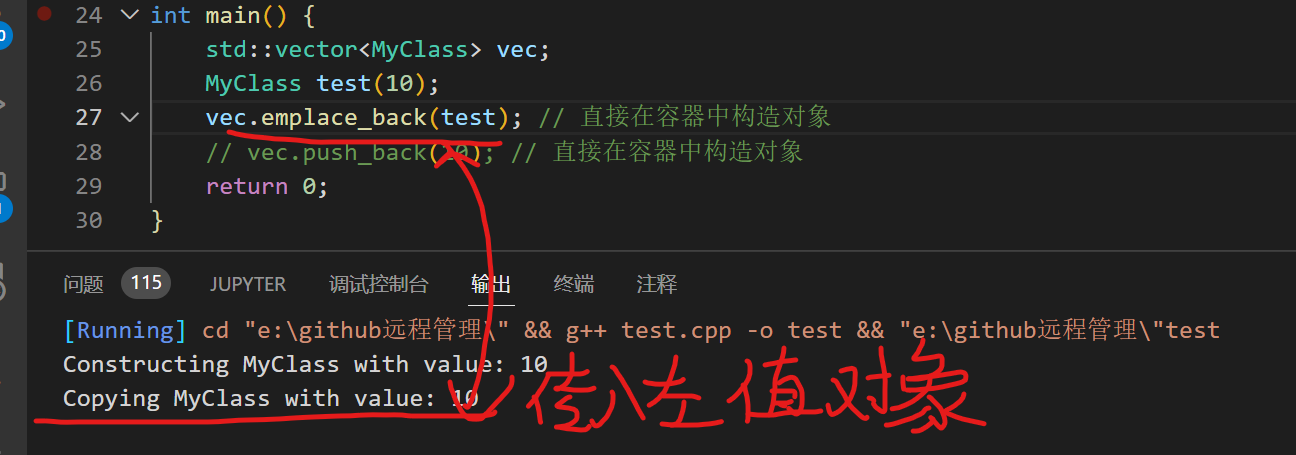 24 int main() {
25 std::vector<MyClass> vec;
26 MyClass test(10);
27 vec.emplace_back(test); // 直接在容器中构造对象
28 // vec.push_back(10); // 直接在容器中构造对象
29 return 0;
30 }
问题 115 JUPYTER 调试控制台 输出 终端 注释
[Running] cd "e:\github远程管理\" && g++ test.cpp -o test && "e:\github远程管理\"test
Constructing MyClass with value: 10
Copying MyClass with value: 10
传入左值对象